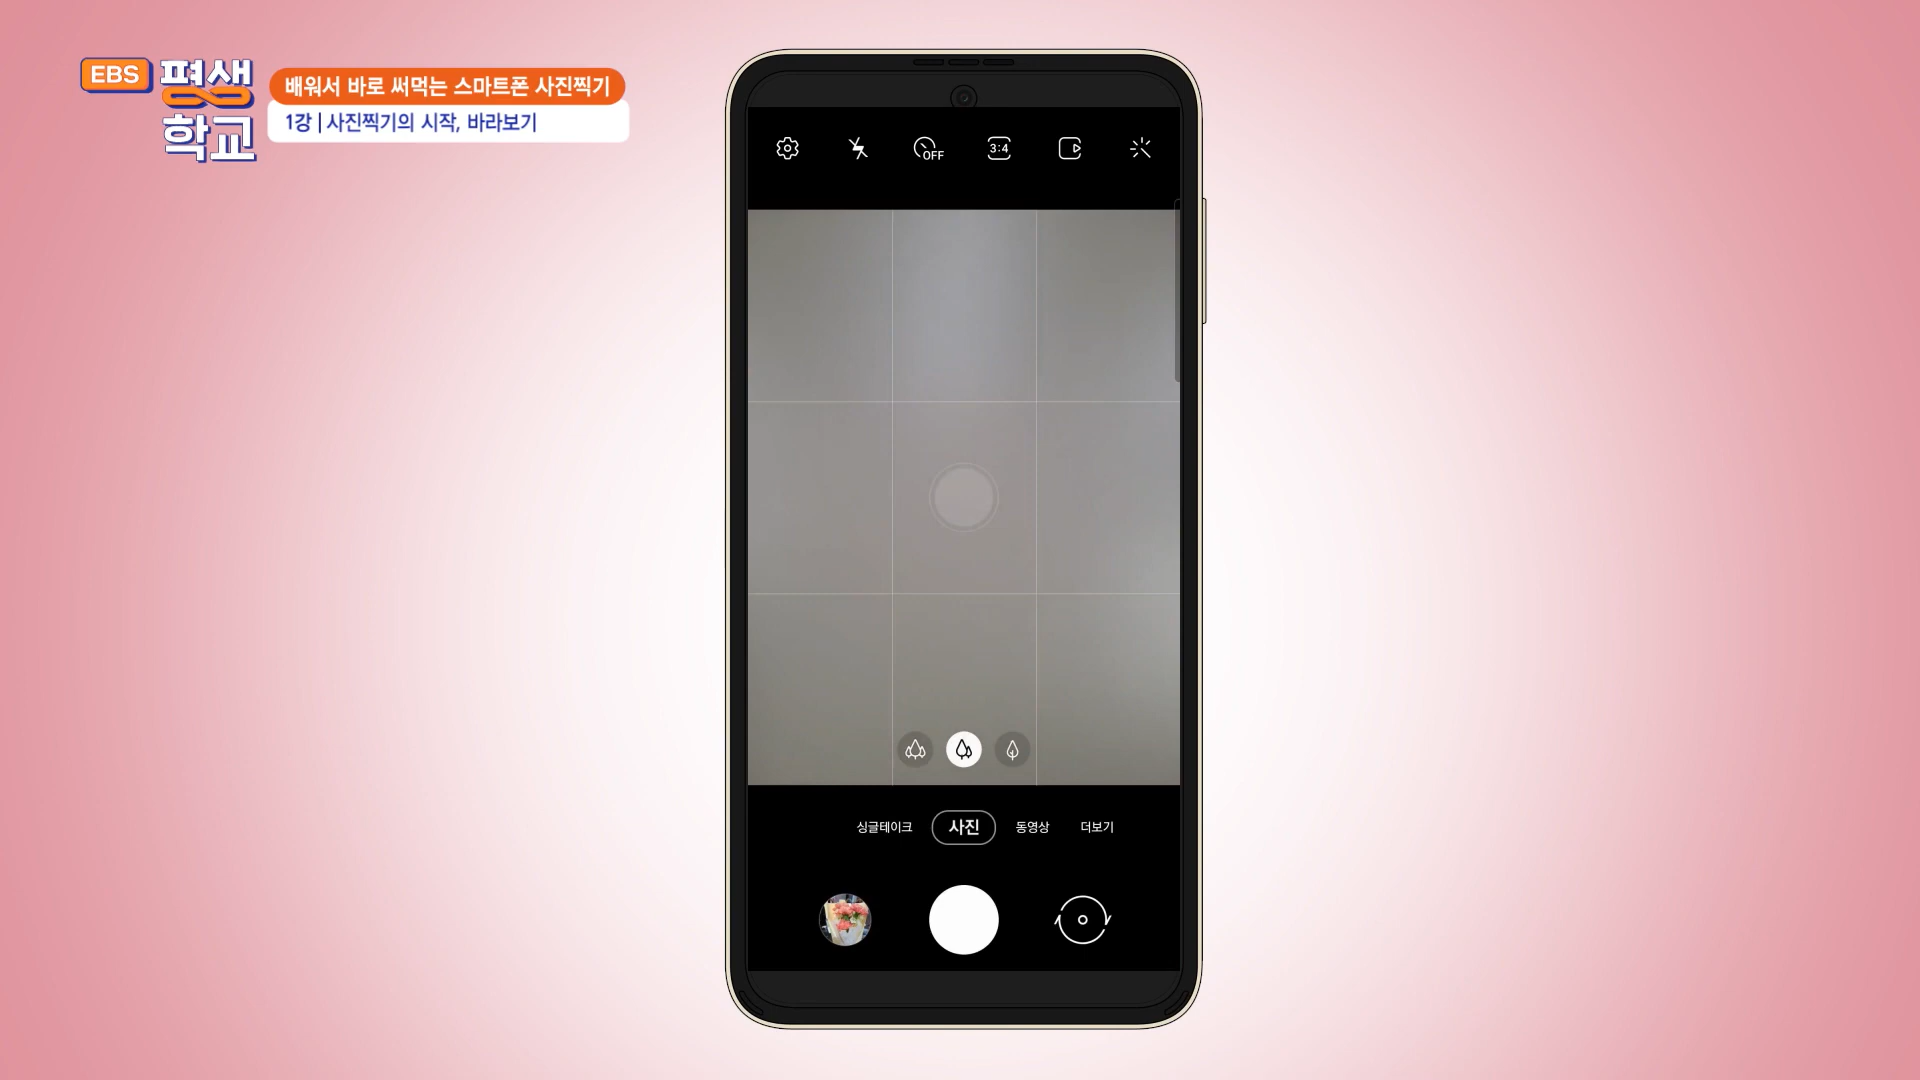 EBS 평생
학교
배워서 바로 써먹는 스마트폰 사진찍기
1강 | 사진찍기의 시작, 바라보기
OFF
3:4
싱글테이크 사진 동영상 더보기